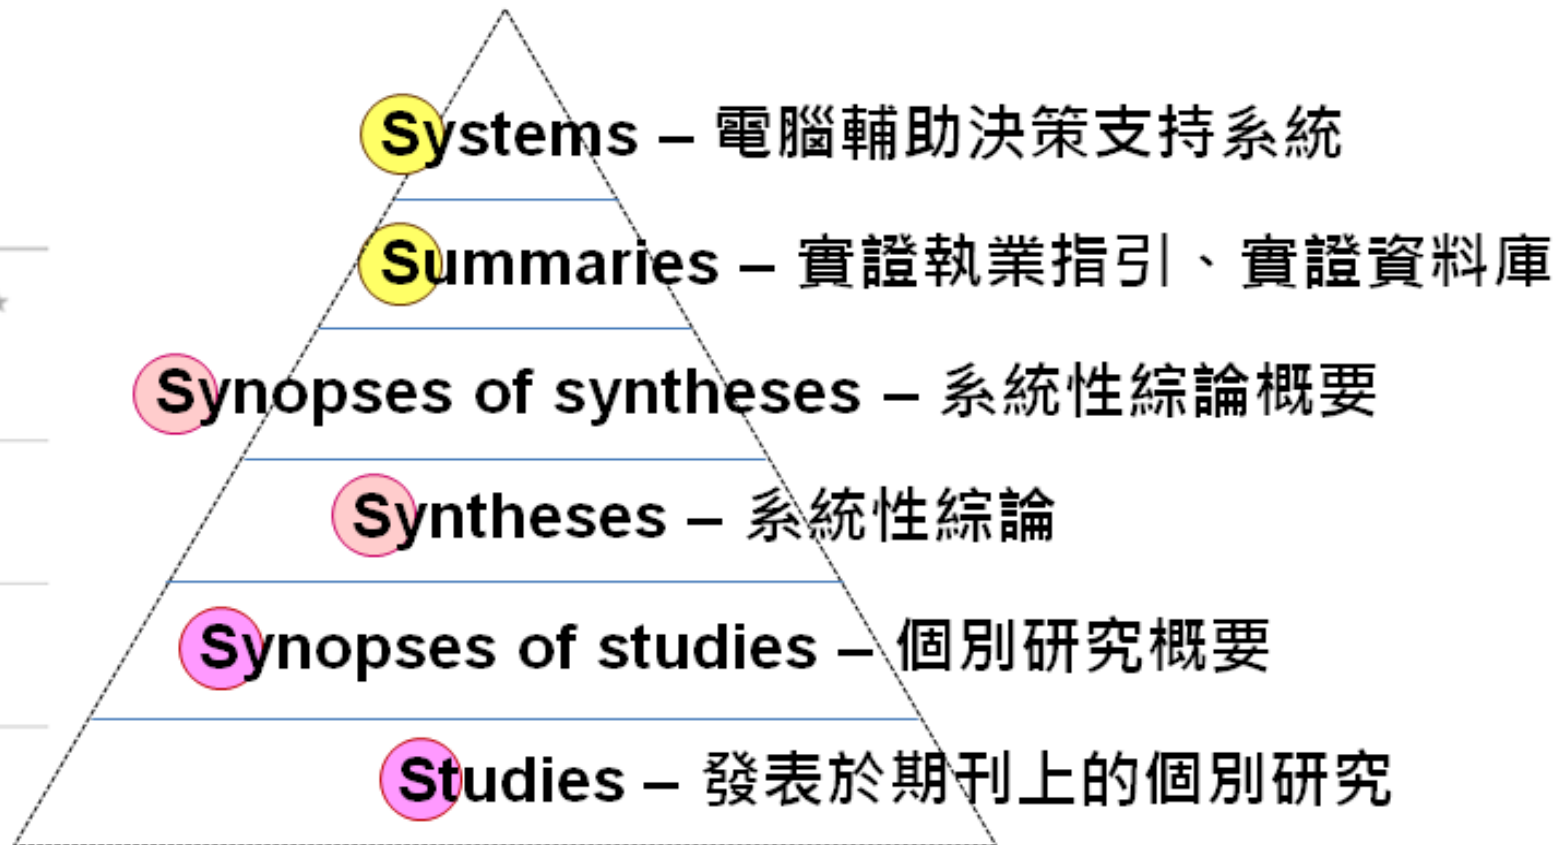 Systems – 電腦輔助決策支持系統
Summaries – 實證執業指引、實證資料庫
Synopses of syntheses – 系統性綜論概要
Syntheses – 系統性綜論
Synopses of studies – 個別研究概要
Studies – 發表於期刊上的個別研究